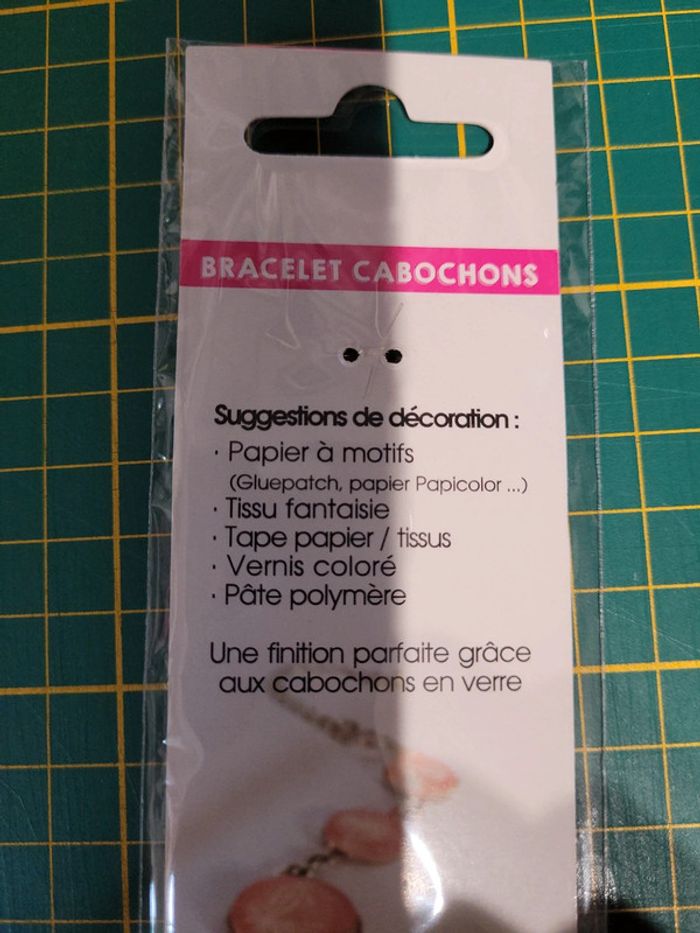 BRACELET CABOCHONS
Suggestions de décoration :
· Papier à motifs
(Gluepatch, papier Papicolor ...)
· Tissu fantaisie
· Tape papier / tissus
· Vernis coloré
· Pâte polymère
Une finition parfaite grâce
aux cabochons en verre